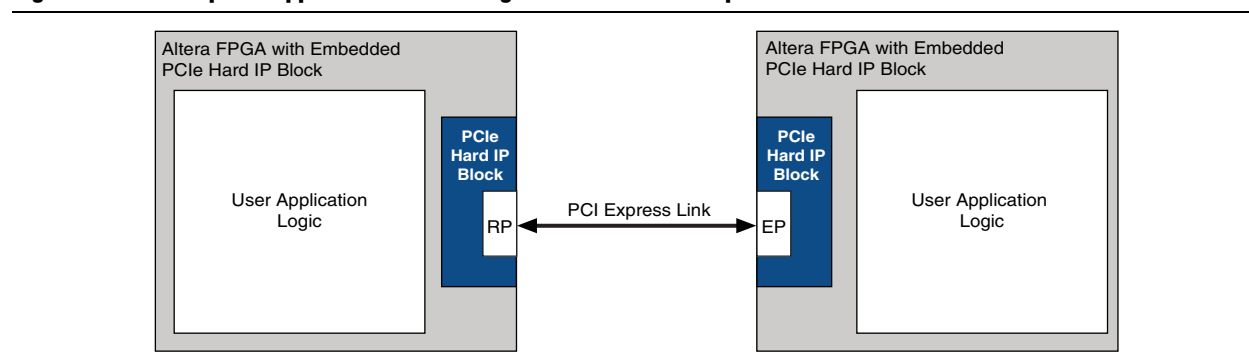 Altera FPGA with Embedded
PCIe Hard IP Block
PCIe
Hard IP
Block
User Application
Logic
RP
PCI Express Link
Altera FPGA with Embedded
PCIe Hard IP Block
PCIe
Hard IP
Block
EP
User Application
Logic